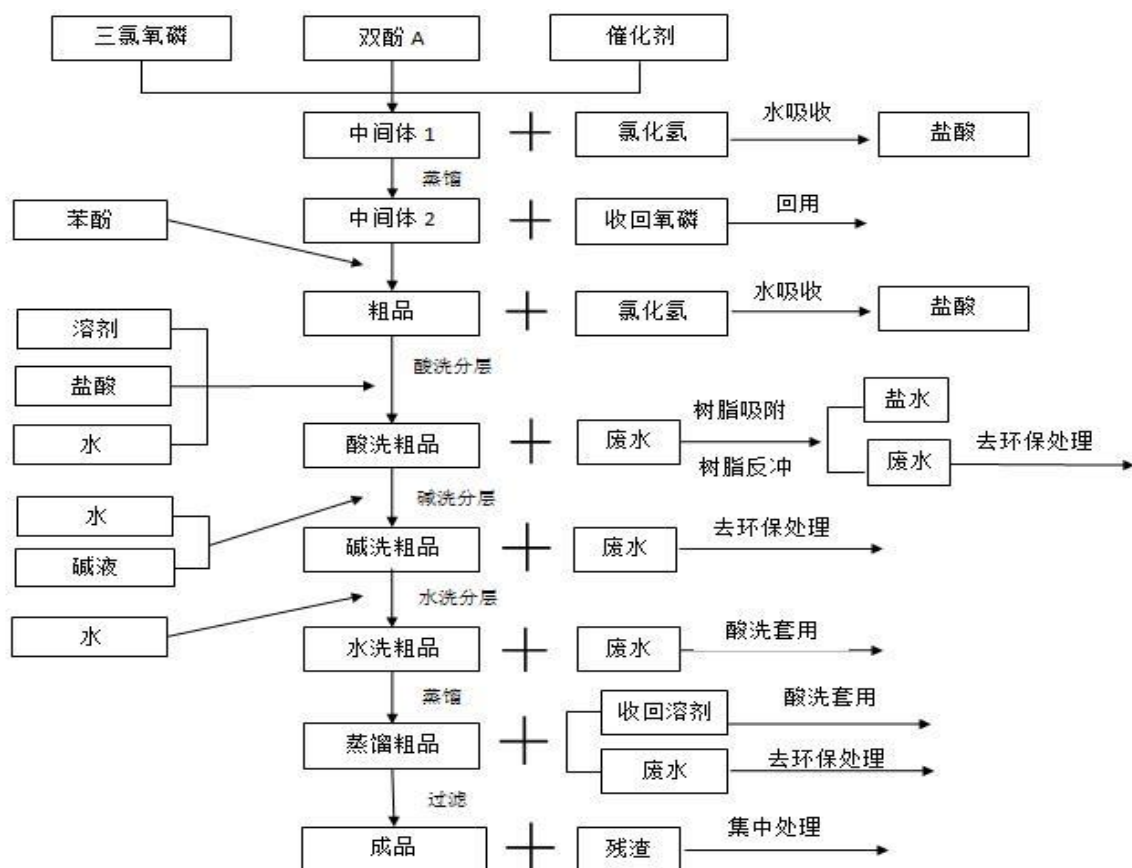 三氯氧磷
双酚 A
催化剂
中间体 1
氯化氢
水吸收
盐酸
蒸馏
苯酚
中间体 2
收回氧磷
回用
粗品
氯化氢
水吸收
盐酸
溶剂
盐酸
水
酸洗分层
酸洗粗品
废水
树脂吸附
树脂反冲
盐水
废水
去环保处理
水
碱液
碱洗分层
碱洗粗品
废水
去环保处理
水
水洗分层
水洗粗品
废水
酸洗套用
蒸馏
蒸馏粗品
收回溶剂
酸洗套用
废水
去环保处理
过滤
成品
残渣
集中处理